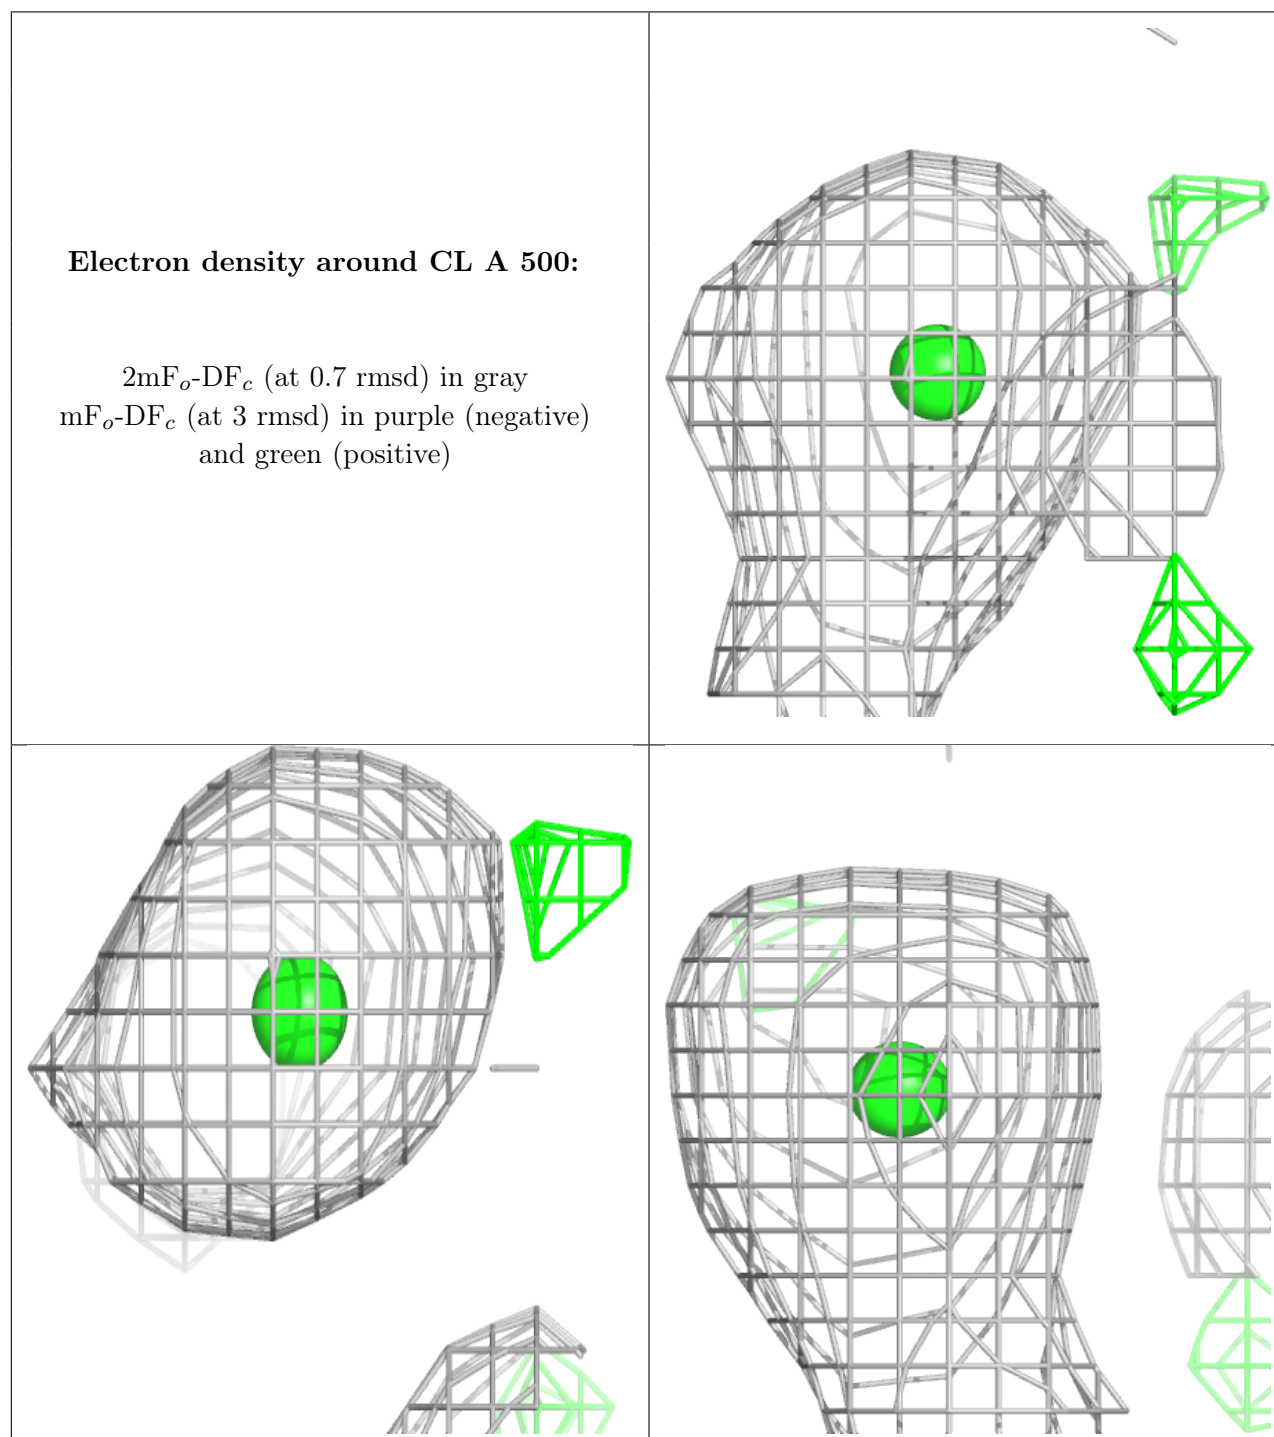 Electron density around CL A 500:
2mFo-DFc (at 0.7 rmsd) in gray
mFo-DFc (at 3 rmsd) in purple (negative)
and green (positive)